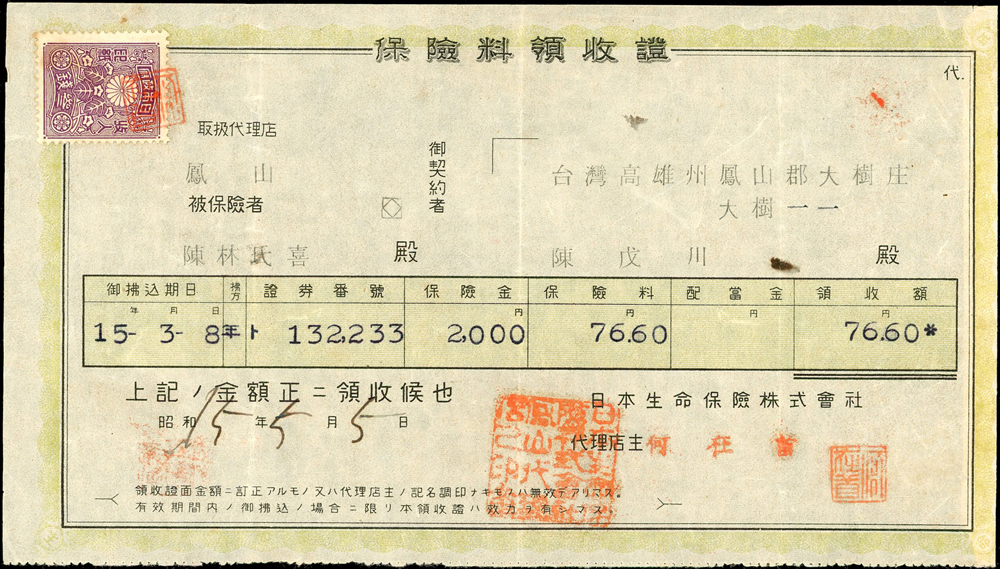 保險料領收證
代.
取扱代理店
鳳山
御契約者
台灣高雄州鳳山郡大樹庄
大樹一一
被保險者
陳林氏喜 殿
陳戊川 殿
御拂込期日 拂方 證券番號 保險金 保險料 配當金 領收額
年 月 日 円 円 円 円
15- 3- 8 年 ト 132,233 2,000 76.60 76.60*
上記ノ金額正ニ領收候也
昭和15年5月5日
日本生命保險株式會社
代理店主 何 在 首
領收證面金額ニ訂正アルモノ又ハ代理店主ノ記名調印ナキモノハ無效デアリマス。
有效期間內ノ御拂込ノ場合ニ限リ本領收證ハ效力ヲ有シマス。